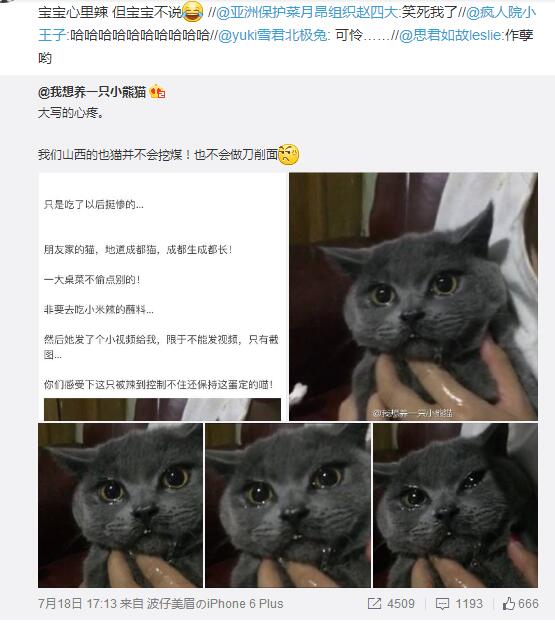 宝宝心里辣 但宝宝不说 //@亚洲保护菜月昂组织赵四大:笑死我了//@疯人院小
王子:哈哈哈哈哈哈哈哈哈哈//@yuki雪君北极兔: 可怜……//@思君如故leslie:作孽
哟
@我想养一只小熊猫
大写的心疼。
我们山西的也猫并不会挖煤！也不会做刀削面
只是吃了以后挺惨的...
朋友家的猫，地道成都猫，成都生成都长！
一大桌菜不偷点别的！
非要去吃小米辣的蘸料...
然后她发了个小视频给我，限于不能发视频，只有截
图...
你们感受下这只被辣到控制不住还保持这蛋定的喵！
@我想养一只小熊猫
7月18日 17:13 来自 波仔美眉のiPhone 6 Plus
4509
1193
666